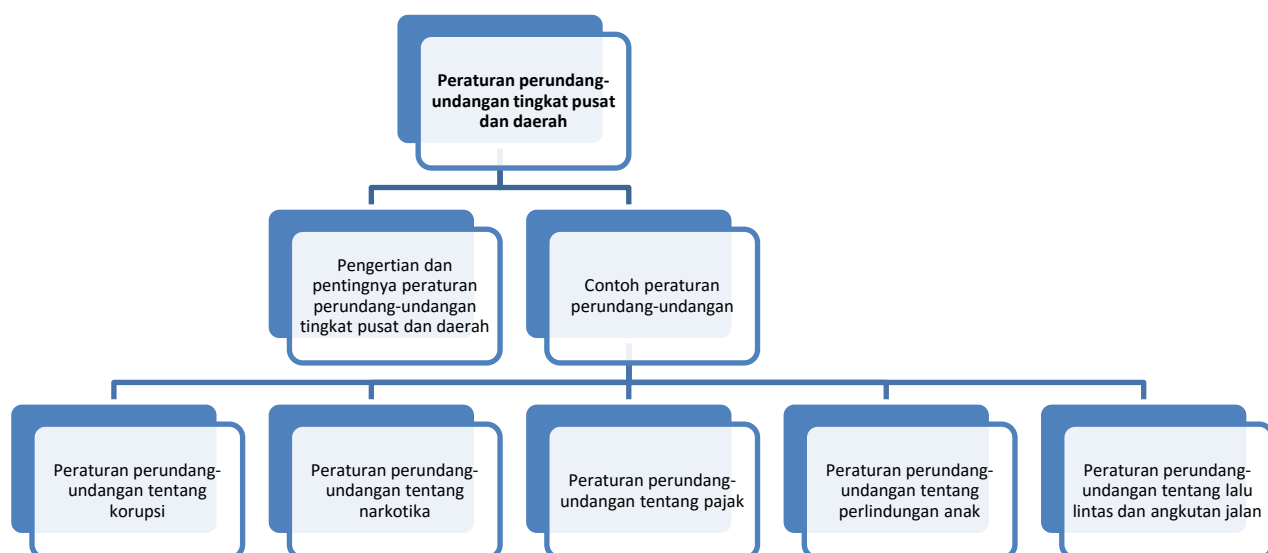 Peraturan perundang-
undangan tingkat pusat
dan daerah
Pengertian dan
pentingnya peraturan
perundang-undangan
tingkat pusat dan daerah
Contoh peraturan
perundang-undangan
Peraturan perundang-
undangan tentang
korupsi
Peraturan perundang-
undangan tentang
narkotika
Peraturan perundang-
undangan tentang pajak
Peraturan perundang-
undangan tentang
perlindungan anak
Peraturan perundang-
undangan tentang lalu
lintas dan angkutan jalan